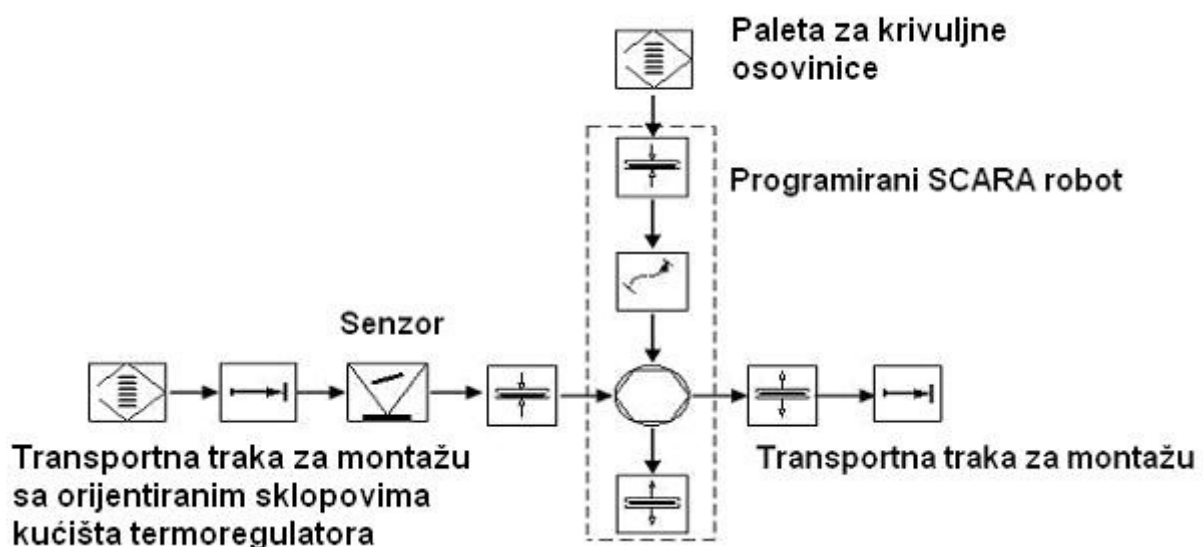 Paleta za krivuljne
osovinice
Programirani SCARA robot
Senzor
Transportna traka za montažu
sa orijentiranim sklopovima
kućišta termoregulatora
Transportna traka za montažu